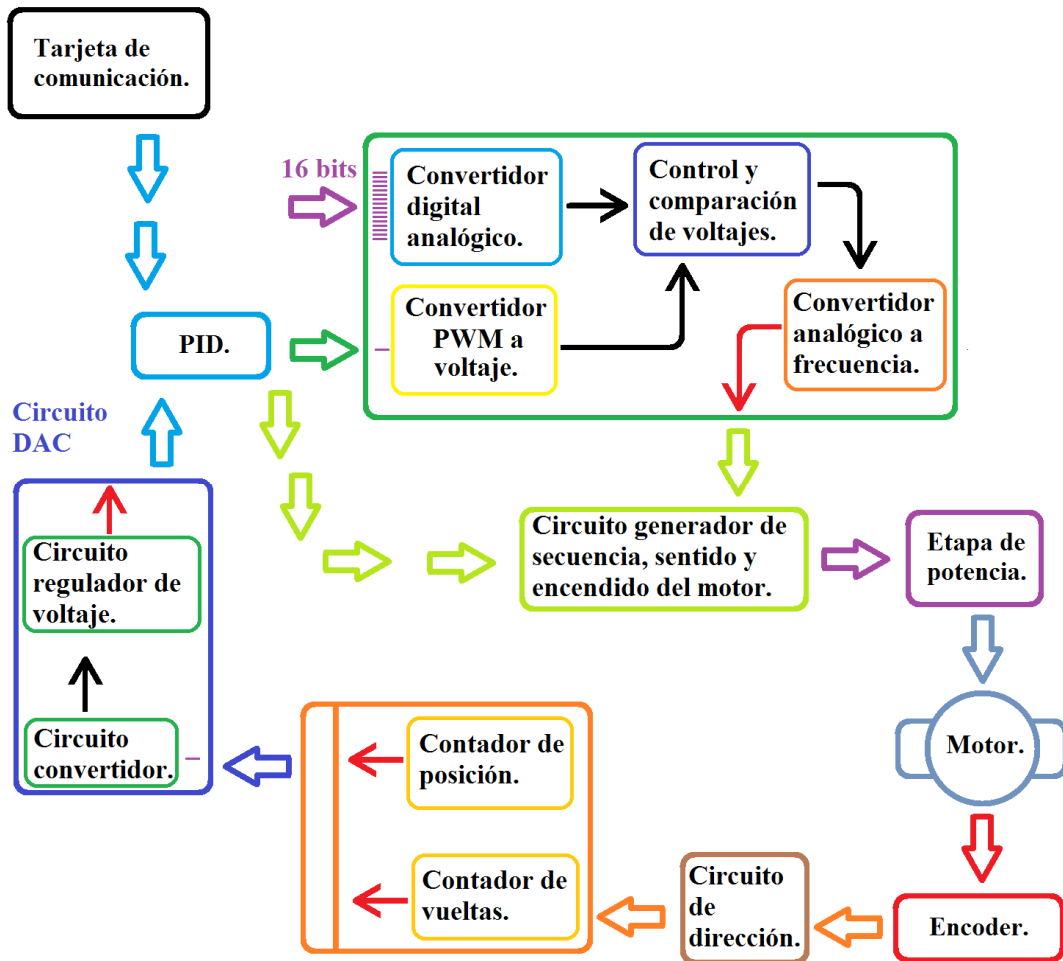 Tarjeta de
comunicación.
16 bits
Convertidor
digital
analógico.
Control y
comparación
de voltajes.
Convertidor
PWM a
voltaje.
Convertidor
analógico a
frecuencia.
PID.
Circuito
DAC
Circuito
regulador de
voltaje.
Circuito
convertidor.
Circuito generador de
secuencia, sentido y
encendido del motor.
Etapa de
potencia.
Motor.
Contador de
posición.
Contador de
vueltas.
Circuito
de
dirección.
Encoder.